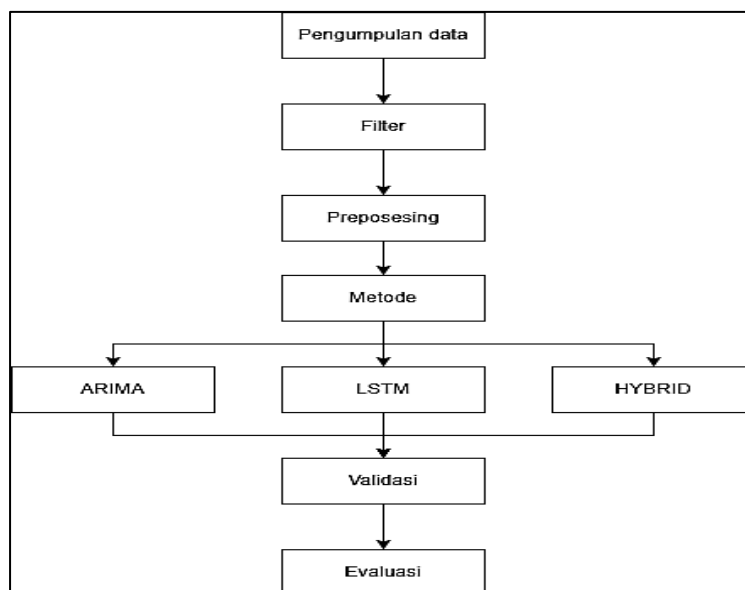 Pengumpulan data
Filter
Preposesing
Metode
ARIMA
LSTM
HYBRID
Validasi
Evaluasi